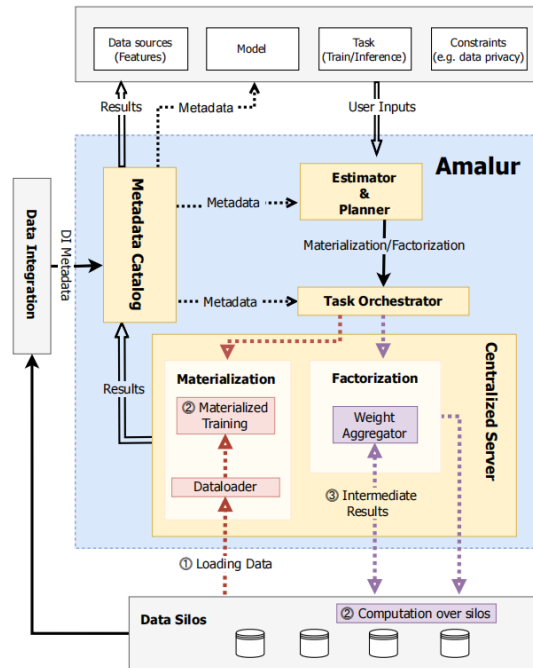 Data sources
(Features)
Model
Task
(Train/Inference)
Constraints
(e.g. data privacy)
Results
Metadata
User Inputs
Amalur
Estimator
&
Planner
Metadata
Materialization/Factorization
Data Integration
DI Metadata
Metadata Catalog
Metadata
Task Orchestrator
Centralized Server
Results
Materialization
② Materialized
Training
Dataloader
Factorization
Weight
Aggregator
③ Intermediate
Results
① Loading Data
Data Silos
② Computation over silos